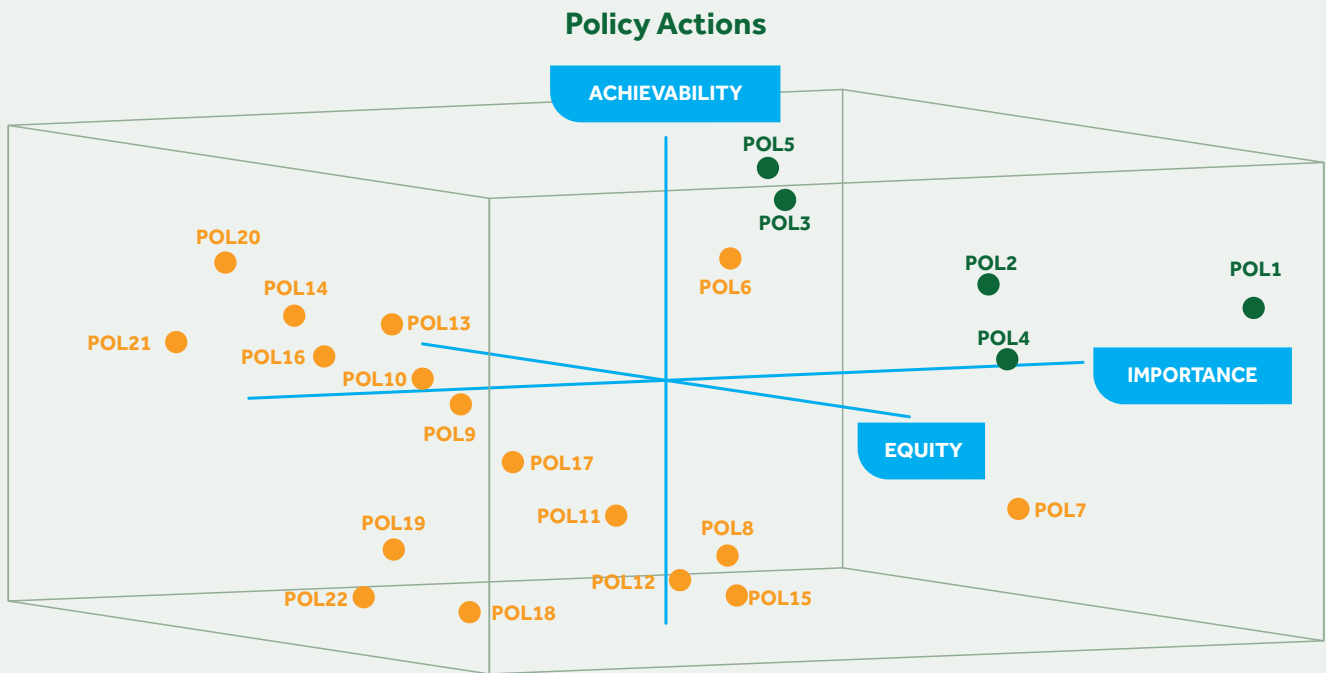 Policy Actions
ACHIEVABILITY
POL5
POL3
POL20
POL2
POL1
POL14
POL6
POL13
POL21
POL4
POL16
POL10
IMPORTANCE
POL9
EQUITY
POL17
POL7
POL11
POL19
POL8
POL12
POL22
POL15
POL18